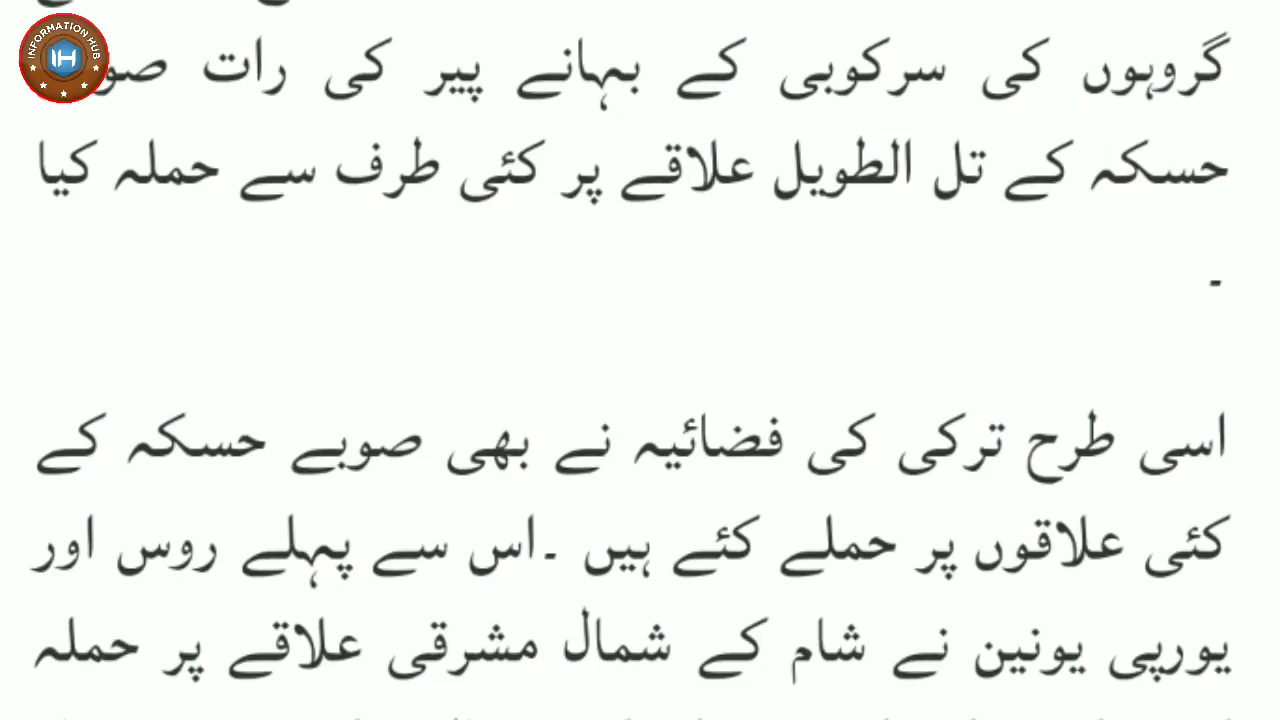 INFORMATION HUB
IH
گروہوں کی سرکوبی کے بہانے پیر کی رات
حسکہ کے تل الطویل علاقے پر کئی طرف سے حملہ کیا
۔
اسی طرح ترکی کی فضائیہ نے بھی صوبے حسکہ کے
کئی علاقوں پر حملے کئے ہیں ۔اس سے پہلے روس اور
یورپی یونین نے شام کے شمال مشرقی علاقے پر حملہ